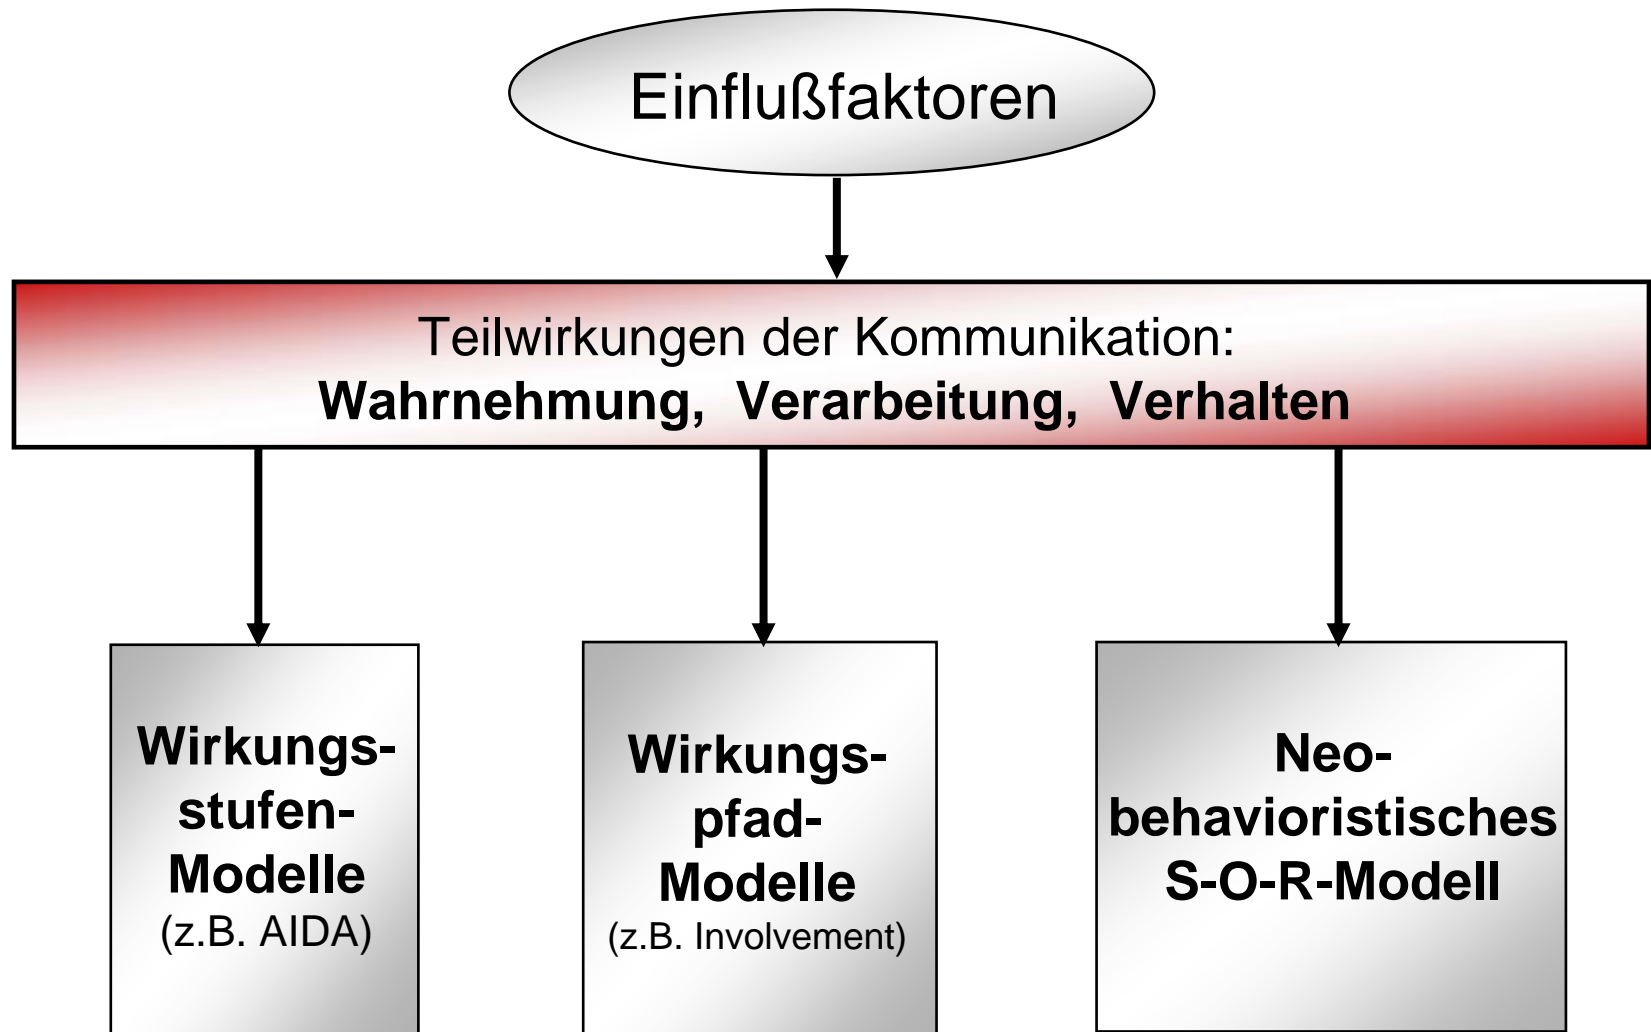 Einflußfaktoren
Teilwirkungen der Kommunikation:
Wahrnehmung, Verarbeitung, Verhalten
Wirkungs-
stufen-
Modelle
(z.B. AIDA)
Wirkungs-
pfad-
Modelle
(z.B. Involvement)
Neo-
behavioristisches
S-O-R-Modell